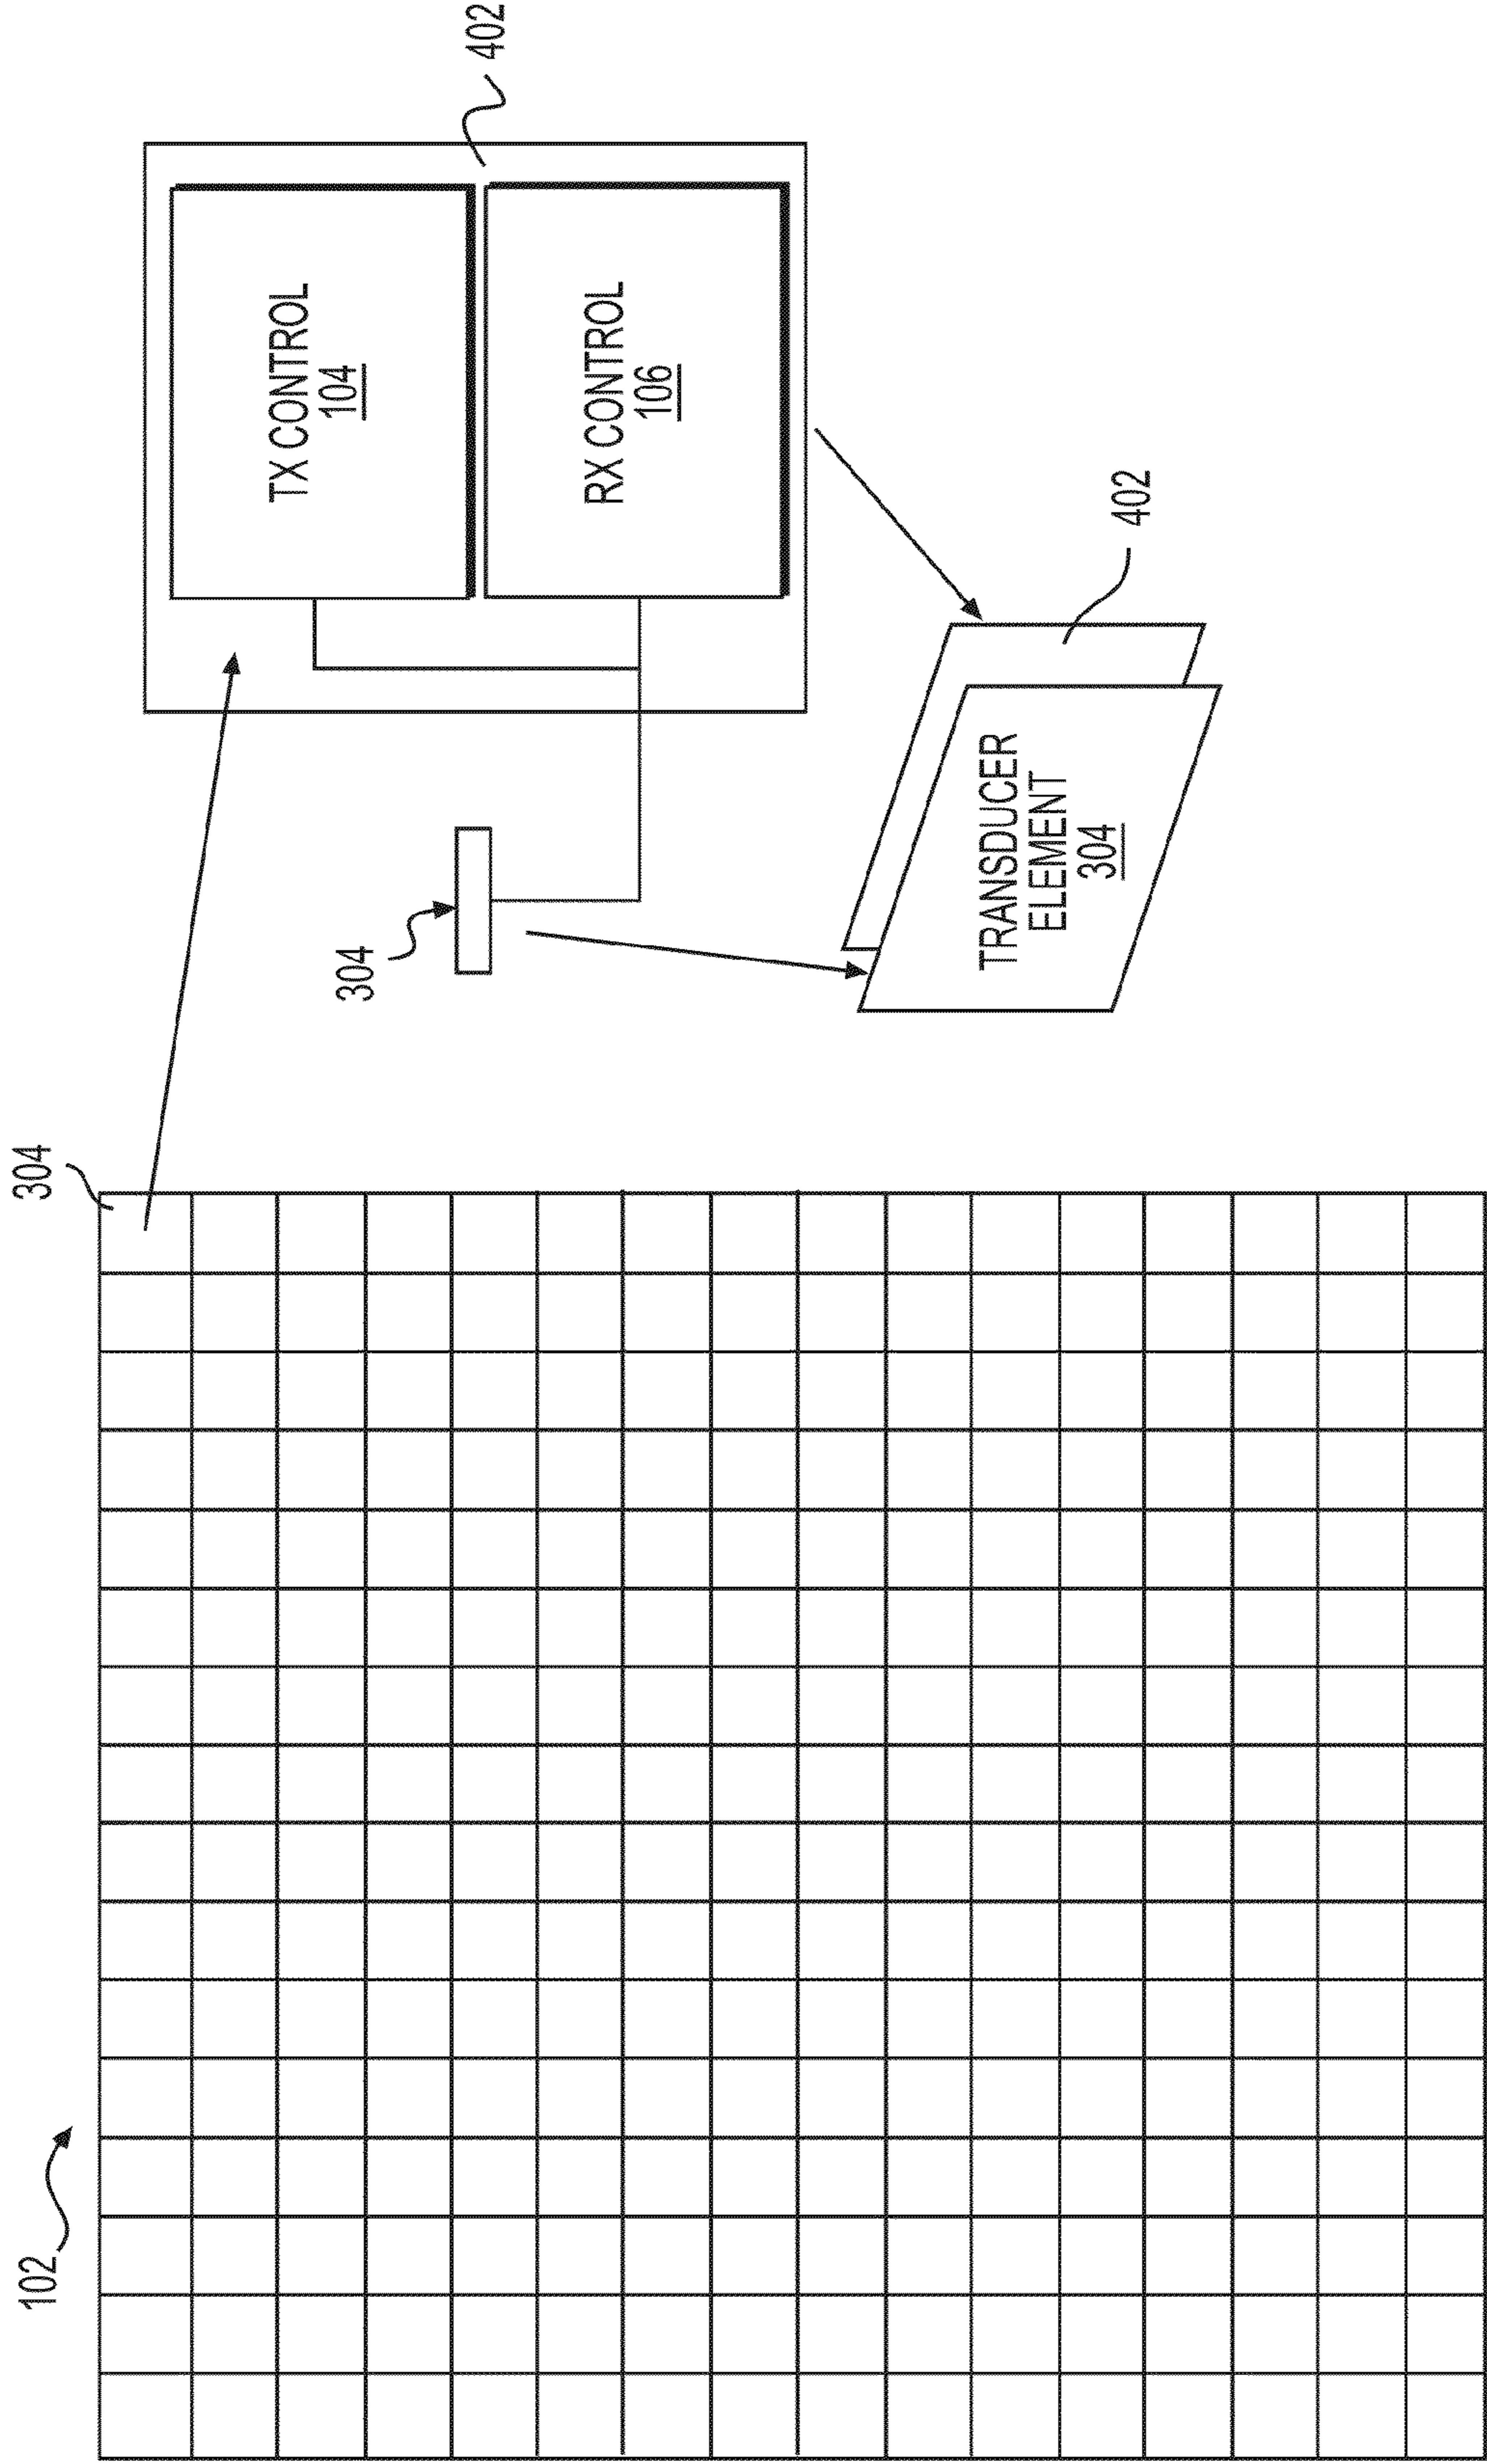 102
304
304
TX CONTROL
104
RX CONTROL
106
402
TRANSDUCER
ELEMENT
304
402